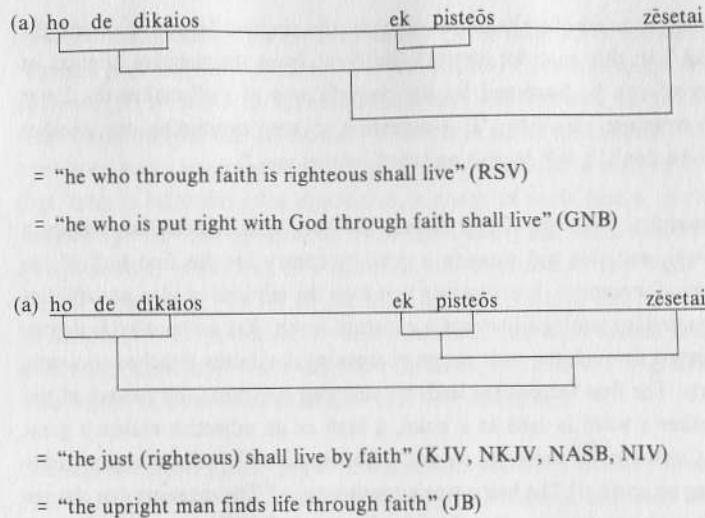 (a) ho de dikaios ek pisteōs zēsetai
= “he who through faith is righteous shall live” (RSV)
= “he who is put right with God through faith shall live” (GNB)
(a) ho de dikaios ek pisteōs zēsetai
= “the just (righteous) shall live by faith” (KJV, NKJV, NASB, NIV)
= “the upright man finds life through faith” (JB)